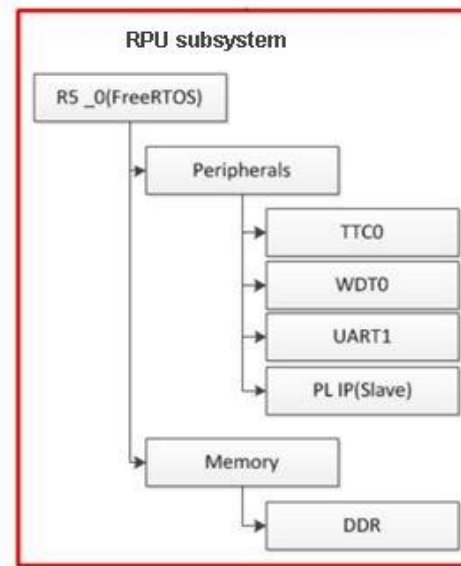 RPU subsystem
R5 _0(FreeRTOS)
Peripherals
TTC0
WDT0
UART1
PL IP(Slave)
Memory
DDR